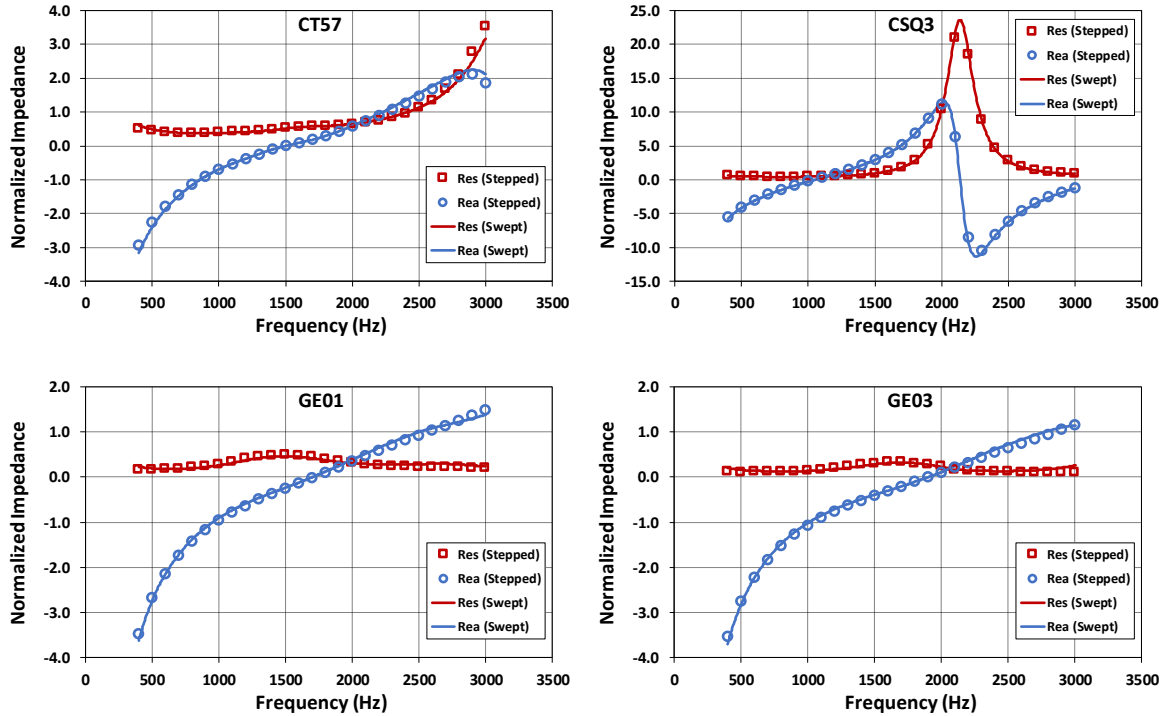 CT57
Normalized Impedance
4.0
3.0
2.0
1.0
0.0
-1.0
-2.0
-3.0
-4.0
0 500 1000 1500 2000 2500 3000 3500
Frequency (Hz)
Res (Stepped)
Rea (Stepped)
Res (Swept)
Rea (Swept)
CSQ3
Normalized Impedance
25.0
20.0
15.0
10.0
5.0
0.0
-5.0
-10.0
-15.0
0 500 1000 1500 2000 2500 3000 3500
Frequency (Hz)
Res (Stepped)
Rea (Stepped)
Res (Swept)
Rea (Swept)
GE01
Normalized Impedance
2.0
1.0
0.0
-1.0
-2.0
-3.0
-4.0
0 500 1000 1500 2000 2500 3000 3500
Frequency (Hz)
Res (Stepped)
Rea (Stepped)
Res (Swept)
Rea (Swept)
GE03
Normalized Impedance
2.0
1.0
0.0
-1.0
-2.0
-3.0
-4.0
0 500 1000 1500 2000 2500 3000 3500
Frequency (Hz)
Res (Stepped)
Rea (Stepped)
Res (Swept)
Rea (Swept)